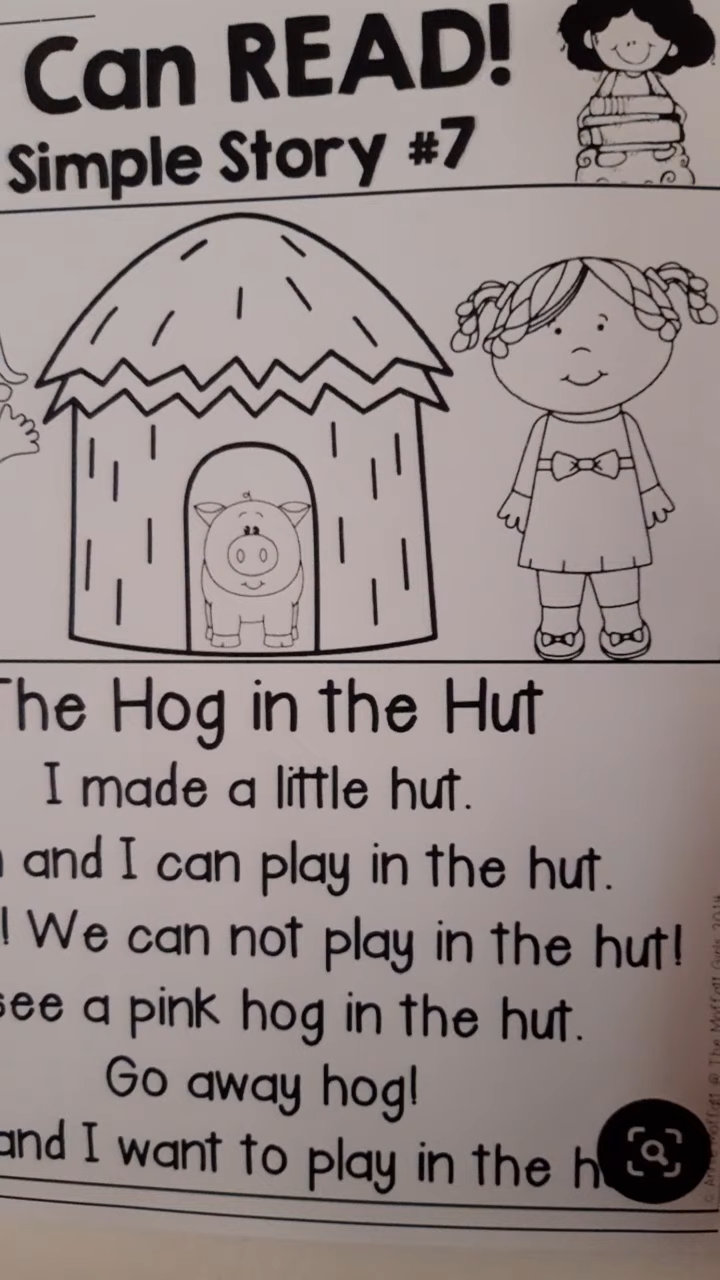 Can READ!
Simple Story #7
The Hog in the Hut
I made a little hut.
and I can play in the hut.
! We can not play in the hut!
see a pink hog in the hut.
Go away hog!
and I want to play in the